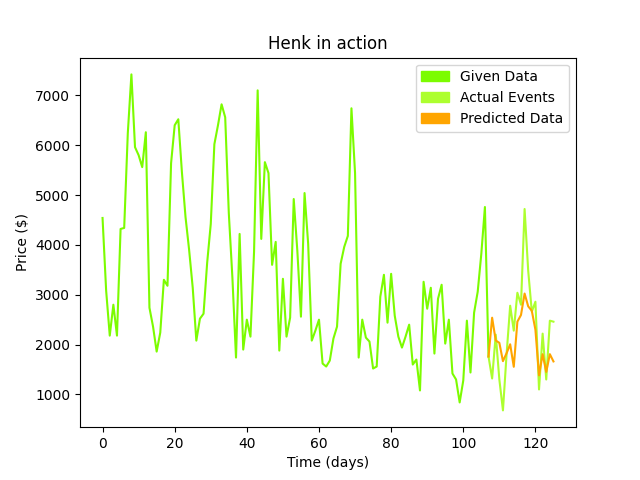 Henk in action
Given Data
Actual Events
Predicted Data
Price ($)
7000
6000
5000
4000
3000
2000
1000
0 20 40 60 80 100 120
Time (days)